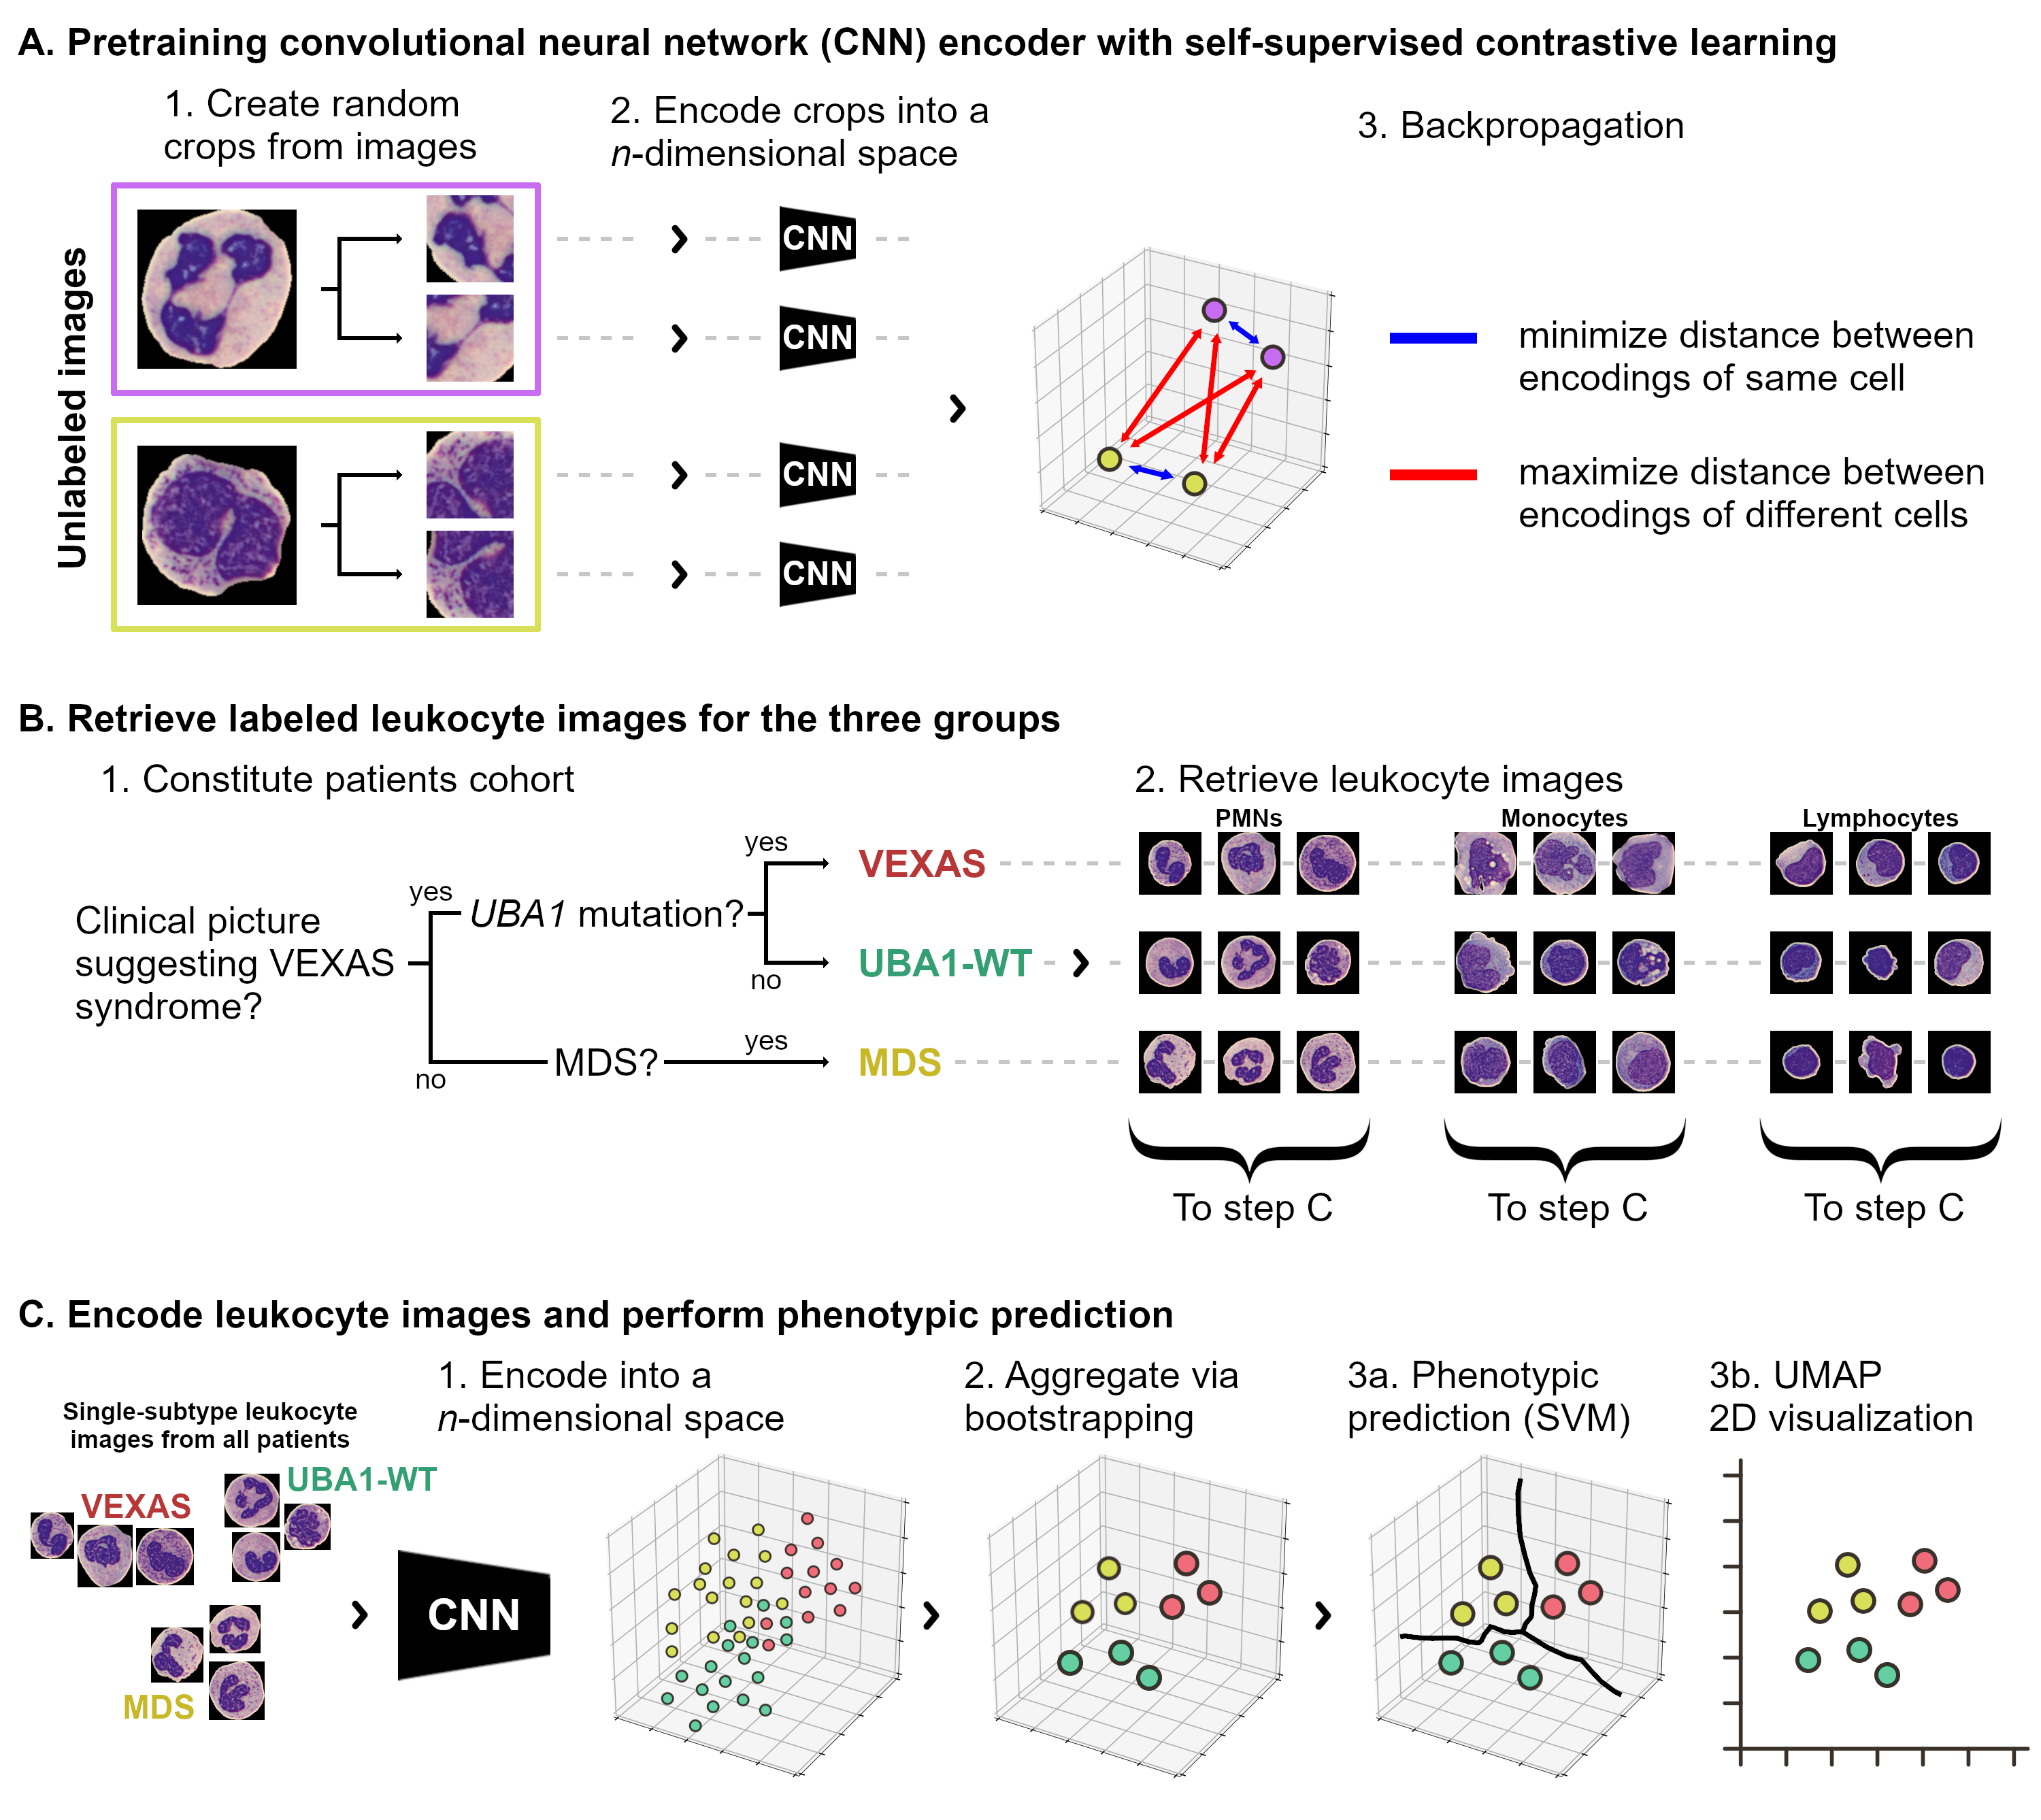 A. Pretraining convolutional neural network (CNN) encoder with self-supervised contrastive learning
1. Create random
crops from images
2. Encode crops into a
n-dimensional space
3. Backpropagation
Unlabeled images
CNN
CNN
CNN
CNN
minimize distance between
encodings of same cell
maximize distance between
encodings of different cells
B. Retrieve labeled leukocyte images for the three groups
1. Constitute patients cohort
2. Retrieve leukocyte images
PMNs
Monocytes
Lymphocytes
Clinical picture
suggesting VEXAS
syndrome?
yes
no
UBA1 mutation?
yes
no
MDS?
yes
VEXAS
UBA1-WT
MDS
To step C
To step C
To step C
C. Encode leukocyte images and perform phenotypic prediction
Single-subtype leukocyte
images from all patients
VEXAS
UBA1-WT
MDS
CNN
1. Encode into a
n-dimensional space
2. Aggregate via
bootstrapping
3a. Phenotypic
prediction (SVM)
3b. UMAP
2D visualization